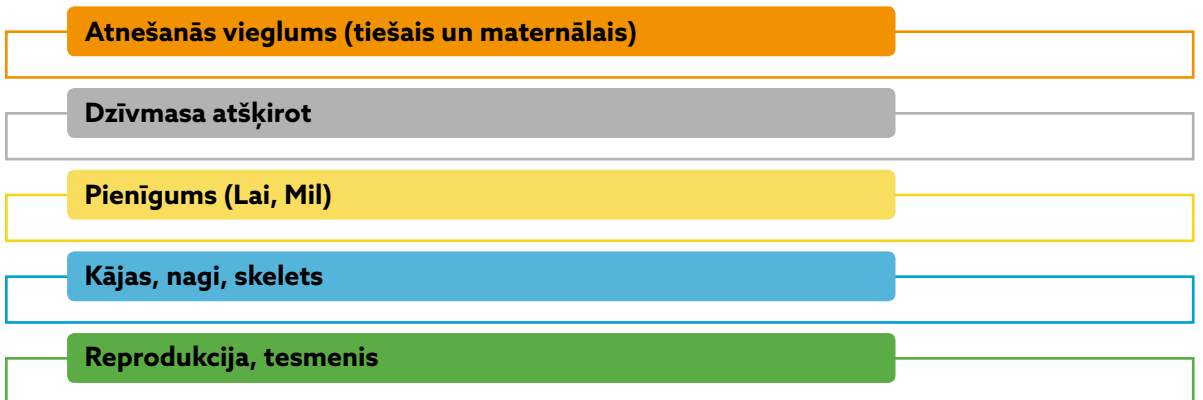 Atnešanās vieglums (tiešais un maternālais)
Dzīvmasa atšķirot
Pienīgums (Lai, Mil)
Kājas, nagi, skelets
Reprodukcija, tesmenis